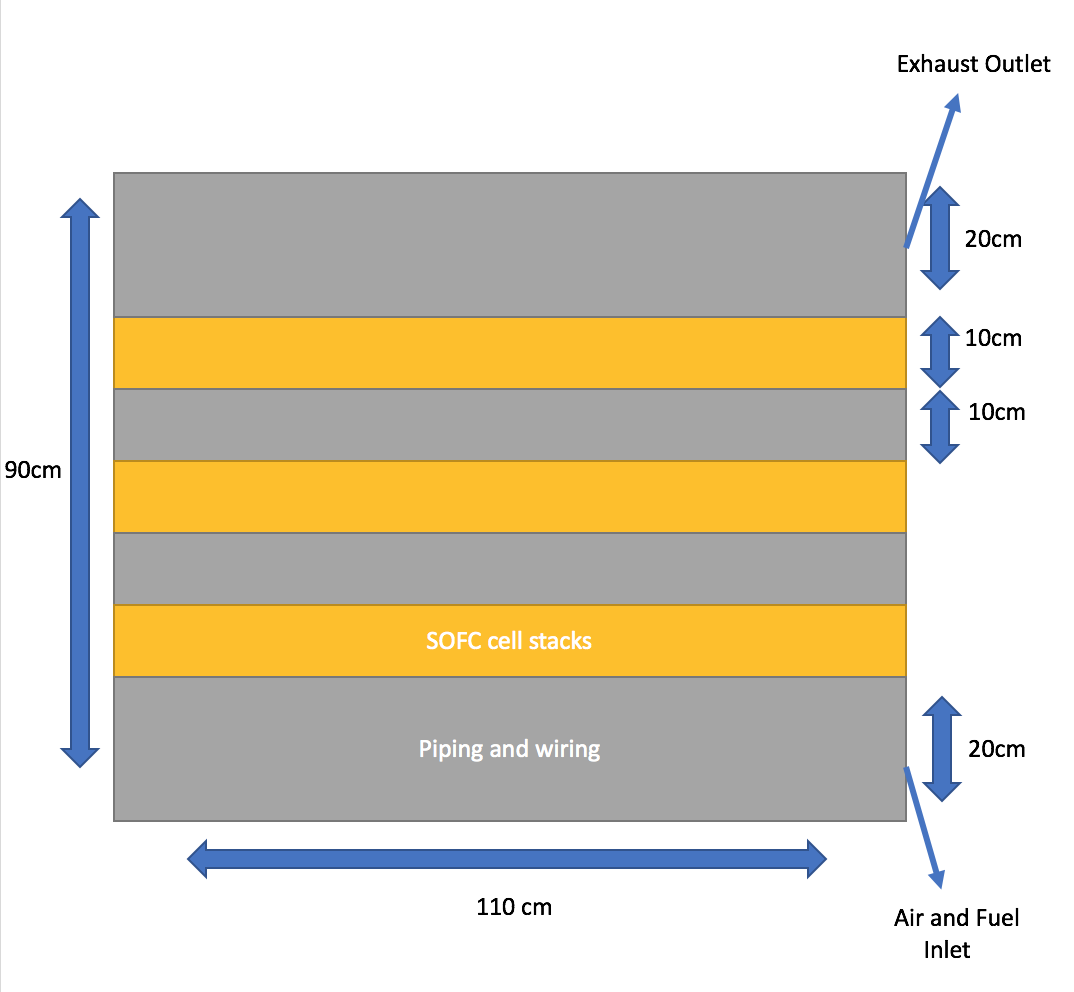 Exhaust Outlet
20cm
10cm
10cm
90cm
SOFC cell stacks
Piping and wiring
20cm
110 cm
Air and Fuel
Inlet